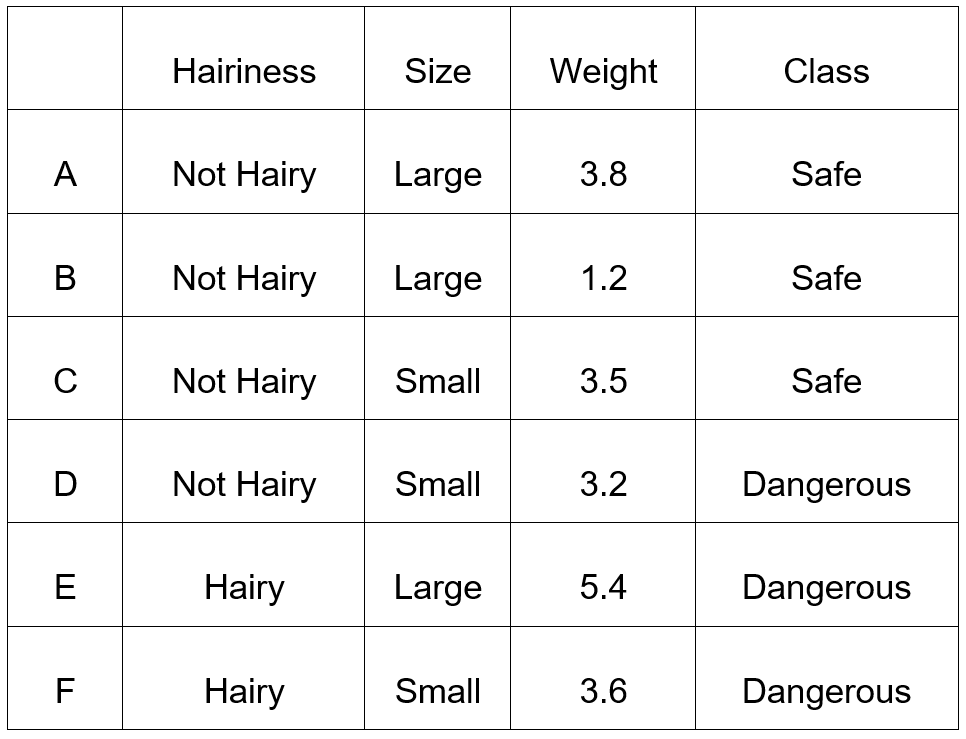 Hairiness Size Weight Class
A Not Hairy Large 3.8 Safe
B Not Hairy Large 1.2 Safe
C Not Hairy Small 3.5 Safe
D Not Hairy Small 3.2 Dangerous
E Hairy Large 5.4 Dangerous
F Hairy Small 3.6 Dangerous